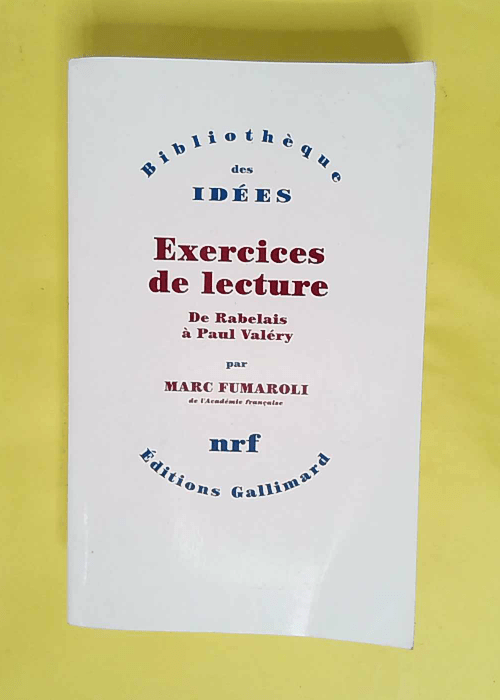 Bibliothèque
des
IDÉES
Exercices
de lecture
De Rabelais
à Paul Valéry
par
MARC FUMAROLI
de l'Académie française
nrf
Éditions Gallimard